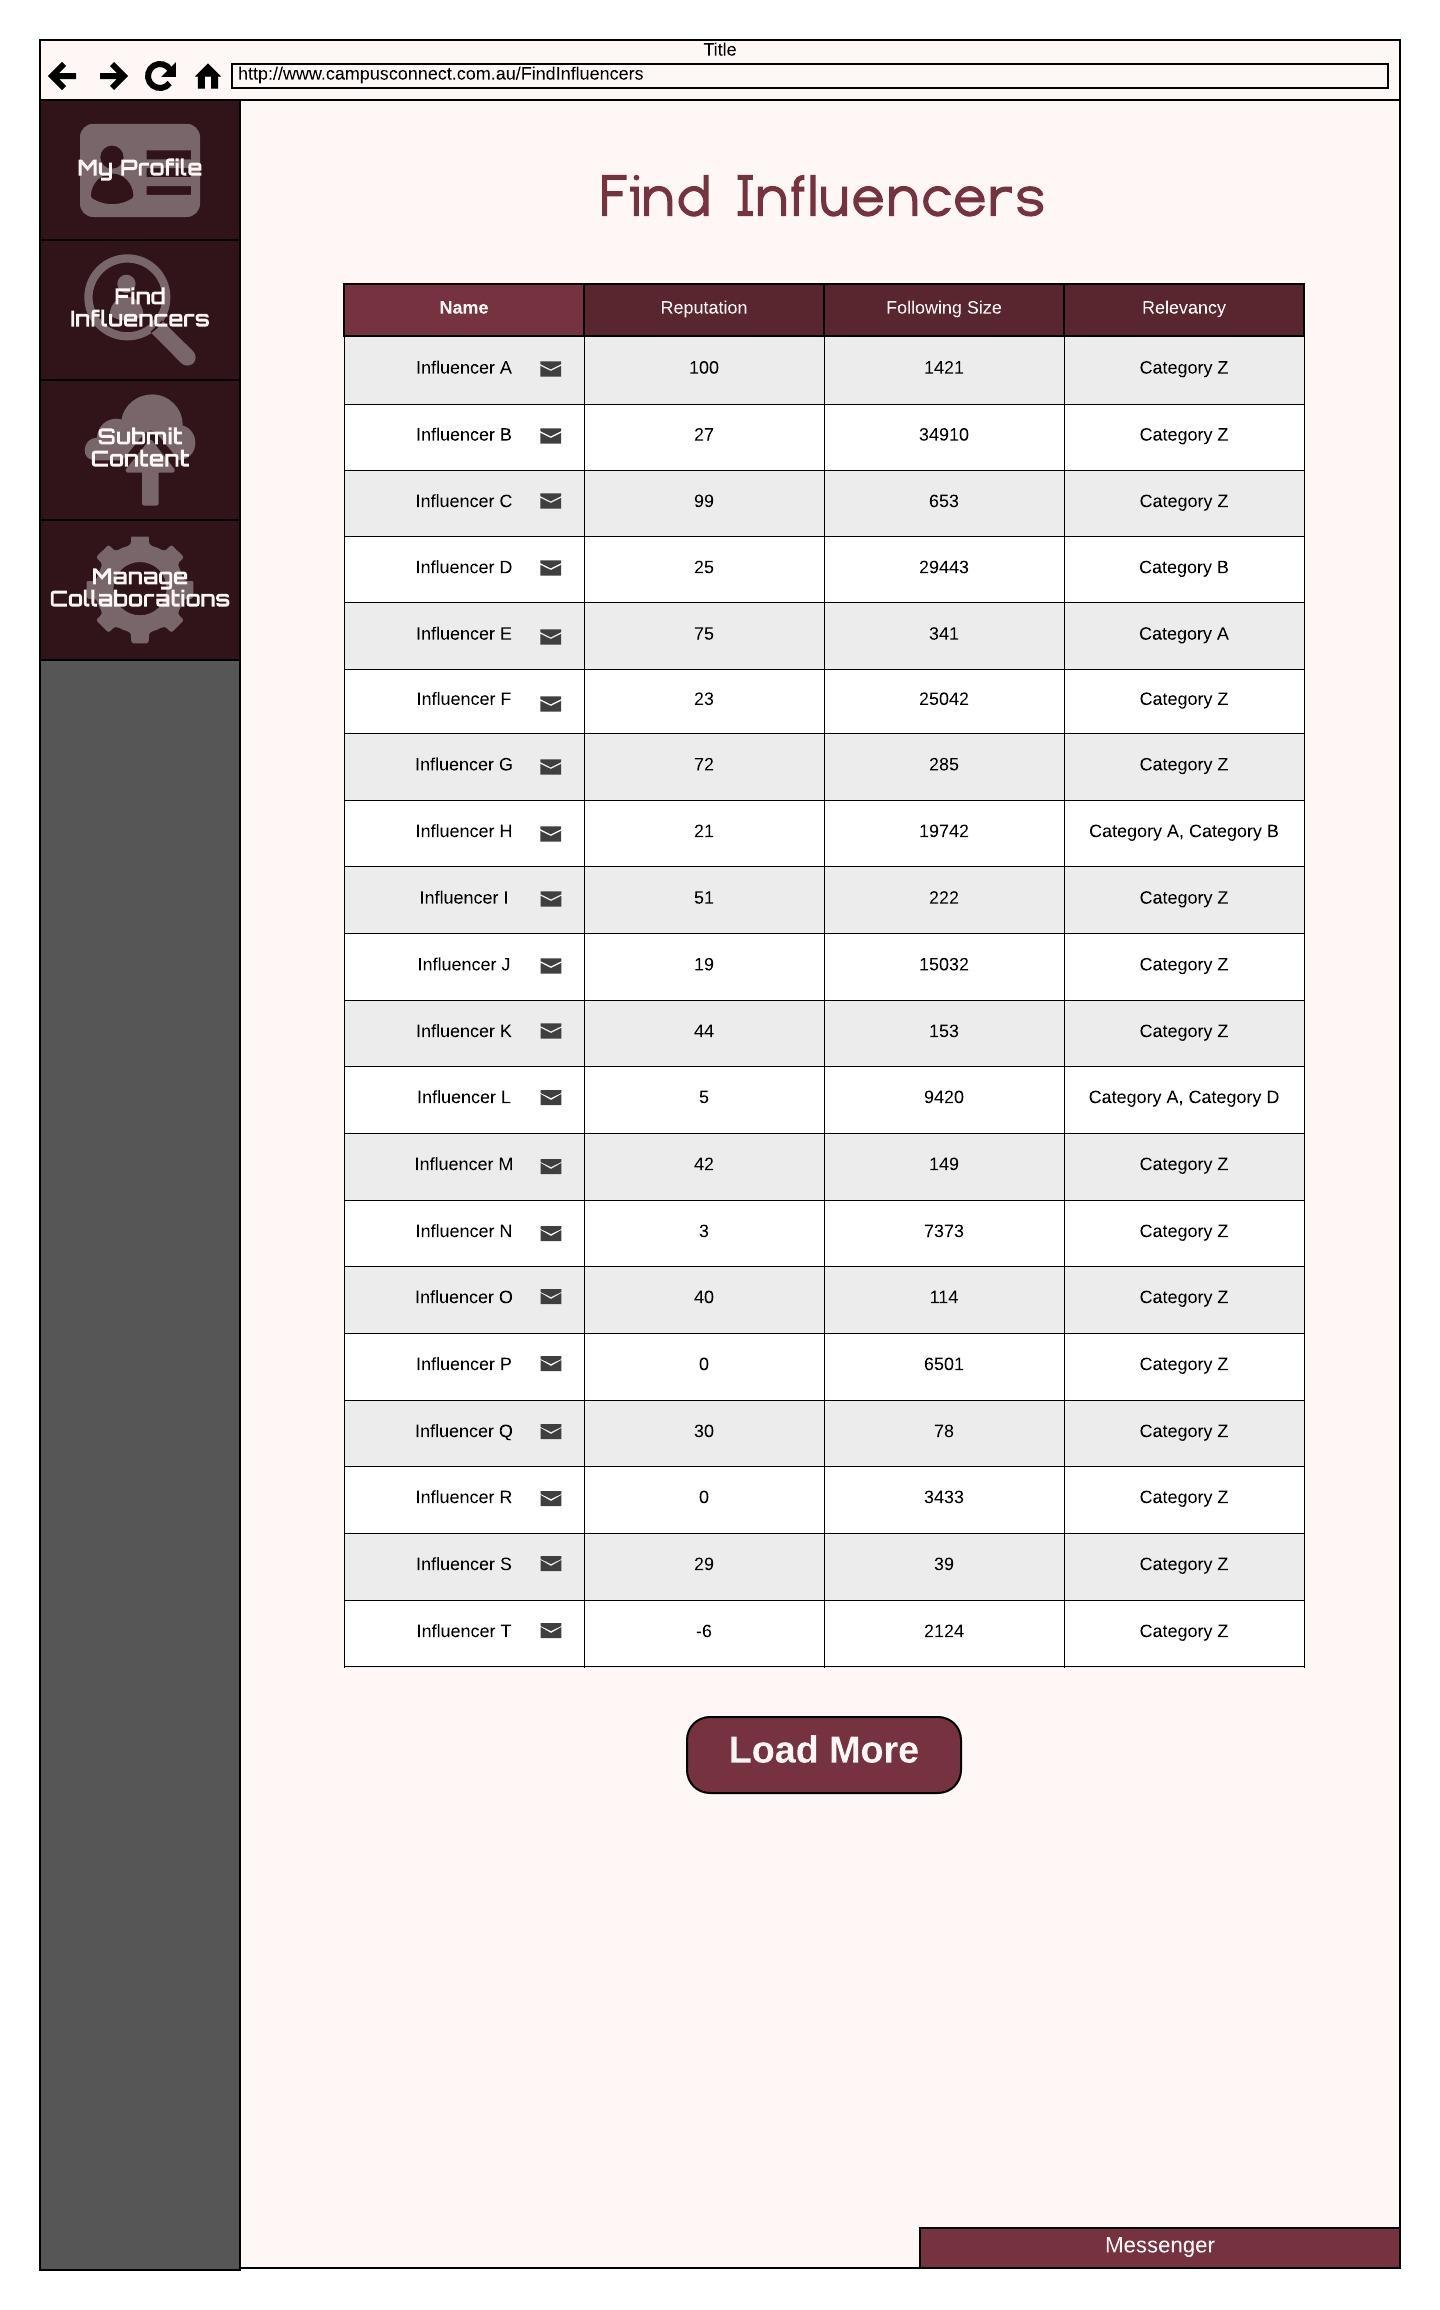 Title
http://www.campusconnect.com.au/FindInfluencers
My Profile
Find
Influencers
Submit
Content
Manage
Collaborations
Find Influencers
Name Reputation Following Size Relevancy
Influencer A 100 1421 Category Z
Influencer B 27 34910 Category Z
Influencer C 99 653 Category Z
Influencer D 25 29443 Category B
Influencer E 75 341 Category A
Influencer F 23 25042 Category Z
Influencer G 72 285 Category Z
Influencer H 21 19742 Category A, Category B
Influencer I 51 222 Category Z
Influencer J 19 15032 Category Z
Influencer K 44 153 Category Z
Influencer L 5 9420 Category A, Category D
Influencer M 42 149 Category Z
Influencer N 3 7373 Category Z
Influencer O 40 114 Category Z
Influencer P 0 6501 Category Z
Influencer Q 30 78 Category Z
Influencer R 0 3433 Category Z
Influencer S 29 39 Category Z
Influencer T -6 2124 Category Z
Load More
Messenger